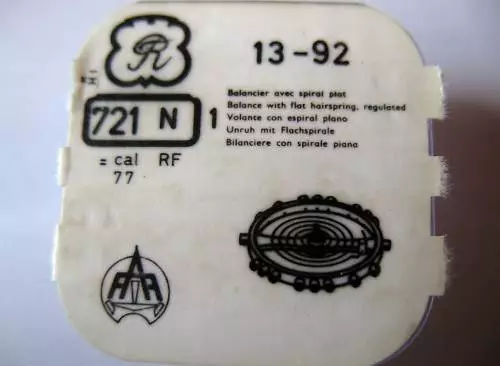 R
13-92
721 N 1
Balancier avec spiral plat
Balance with flat hairspring, regulated
Volante con espiral plano
Unruh mit Flachspirale
Bilanciere con spirale piana
= cal RF
77